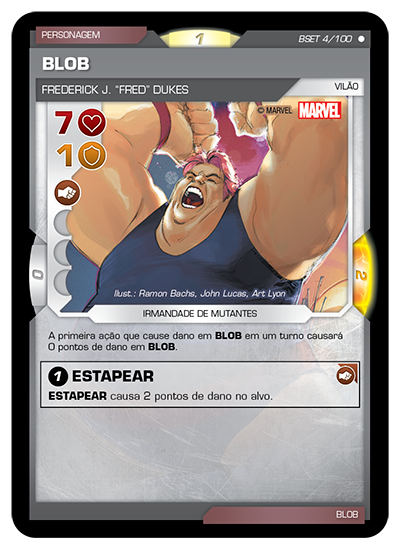 PERSONAGEM
1
BSET 4/100
BLOB
FREDERICK J. "FRED" DUKES
VILÃO
7
© MARVEL
MARVEL
1
0
2
Ilust.: Ramon Bachs, John Lucas, Art Lyon
IRMANDADE DE MUTANTES
A primeira ação que cause dano em BLOB em um turno causará
0 pontos de dano em BLOB.
1 ESTAPEAR
ESTAPEAR causa 2 pontos de dano no alvo.
BLOB